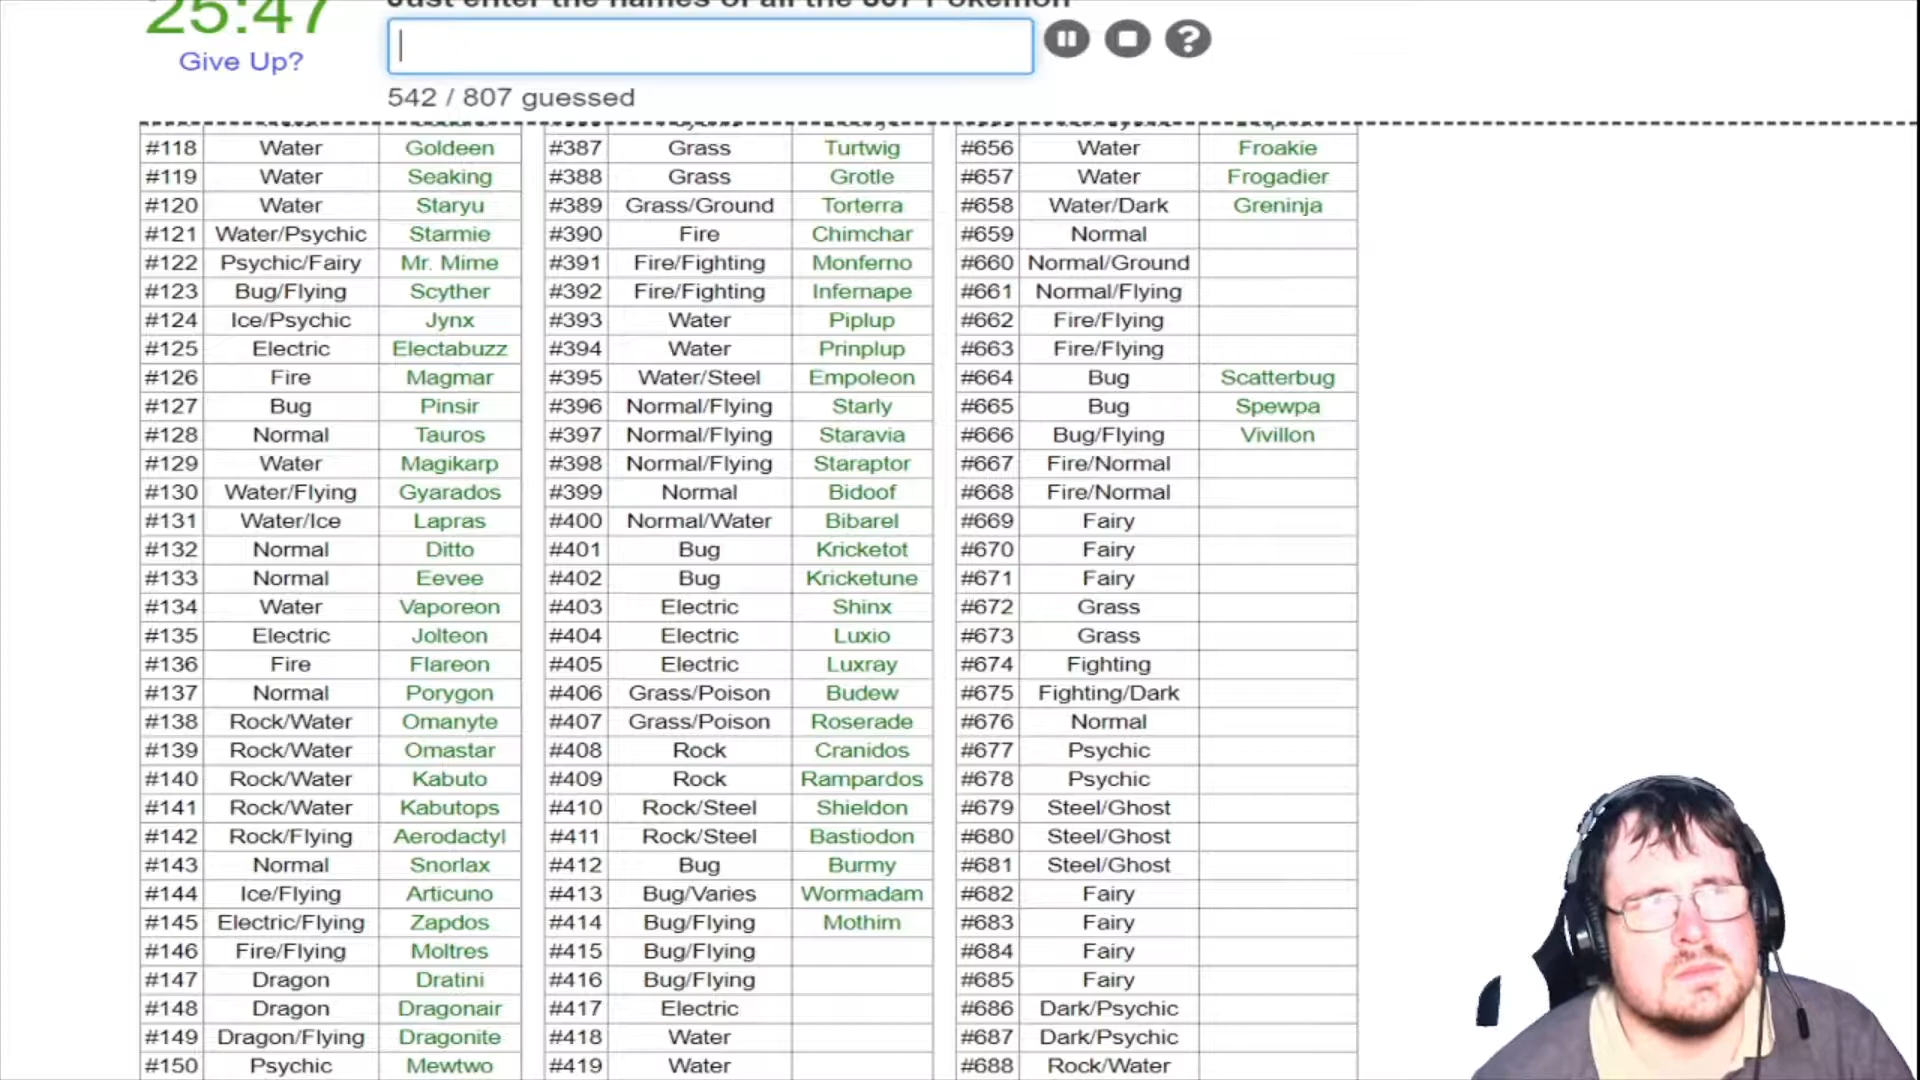 25:47
Just enter the names of all the 807 Pokemon
Give Up?
542 / 807 guessed
#118 Water Goldeen #387 Grass Turtwig #656 Water Froakie
#119 Water Seaking #388 Grass Grotle #657 Water Frogadier
#120 Water Staryu #389 Grass/Ground Torterra #658 Water/Dark Greninja
#121 Water/Psychic Starmie #390 Fire Chimchar #659 Normal
#122 Psychic/Fairy Mr. Mime #391 Fire/Fighting Monferno #660 Normal/Ground
#123 Bug/Flying Scyther #392 Fire/Fighting Infernape #661 Normal/Flying
#124 Ice/Psychic Jynx #393 Water Piplup #662 Fire/Flying
#125 Electric Electabuzz #394 Water Prinplup #663 Fire/Flying
#126 Fire Magmar #395 Water/Steel Empoleon #664 Bug Scatterbug
#127 Bug Pinsir #396 Normal/Flying Starly #665 Bug Spewpa
#128 Normal Tauros #397 Normal/Flying Staravia #666 Bug/Flying Vivillon
#129 Water Magikarp #398 Normal/Flying Staraptor #667 Fire/Normal
#130 Water/Flying Gyarados #399 Normal Bidoof #668 Fire/Normal
#131 Water/Ice Lapras #400 Normal/Water Bibarel #669 Fairy
#132 Normal Ditto #401 Bug Kricketot #670 Fairy
#133 Normal Eevee #402 Bug Kricketune #671 Fairy
#134 Water Vaporeon #403 Electric Shinx #672 Grass
#135 Electric Jolteon #404 Electric Luxio #673 Grass
#136 Fire Flareon #405 Electric Luxray #674 Fighting
#137 Normal Porygon #406 Grass/Poison Budew #675 Fighting/Dark
#138 Rock/Water Omanyte #407 Grass/Poison Roserade #676 Normal
#139 Rock/Water Omastar #408 Rock Cranidos #677 Psychic
#140 Rock/Water Kabuto #409 Rock Rampardos #678 Psychic
#141 Rock/Water Kabutops #410 Rock/Steel Shieldon #679 Steel/Ghost
#142 Rock/Flying Aerodactyl #411 Rock/Steel Bastiodon #680 Steel/Ghost
#143 Normal Snorlax #412 Bug Burmy #681 Steel/Ghost
#144 Ice/Flying Articuno #413 Bug/Varies Wormadam #682 Fairy
#145 Electric/Flying Zapdos #414 Bug/Flying Mothim #683 Fairy
#146 Fire/Flying Moltres #415 Bug/Flying #684 Fairy
#147 Dragon Dratini #416 Bug/Flying #685 Fairy
#148 Dragon Dragonair #417 Electric #686 Dark/Psychic
#149 Dragon/Flying Dragonite #418 Water #687 Dark/Psychic
#150 Psychic Mewtwo #419 Water #688 Rock/Water